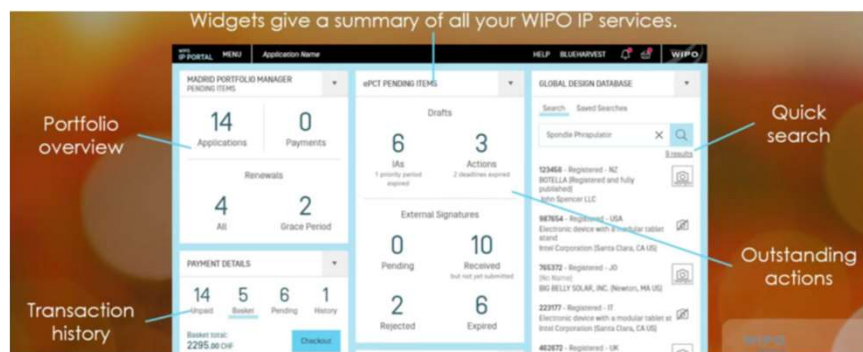 Widgets give a summary of all your WIPO IP services.
WIPO
IP PORTAL MENU Application Name HELP BLUEHARVEST WIPO
MADRID PORTFOLIO MANAGER
PENDING ITEMS
14 0
Applications Payments
Renewals
4 2
All Grace Period
PAYMENT DETAILS
14 5 6 1
Unpaid Basket Pending History
Basket total:
2295.00 CHF Checkout
ePCT PENDING ITEMS
Drafts
6 3
IAs Actions
1 priority period 2 deadlines expired
expired
External Signatures
0 10
Pending Received
but not yet submitted
2 6
Rejected Expired
GLOBAL DESIGN DATABASE
Search Saved Searches
Spondle Phrapulator
5 results
123456 - Registered - NZ
BOTELLA (Registered and fully
published)
John Spencer LLC
987654 - Registered - USA
Electronic device with a modular tablet
stand
Intel Corporation (Santa Clara, CA US)
765372 - Registered - JO
(No Name)
BIG BELLY SOLAR, INC. (Newton, MA US)
223177 - Registered - IT
Electronic device with a modular tablet st
Intel Corporation (Santa Clara, CA US)
462672 - Registered - UK
Portfolio
overview
Transaction
history
Quick
search
Outstanding
actions
WIPO